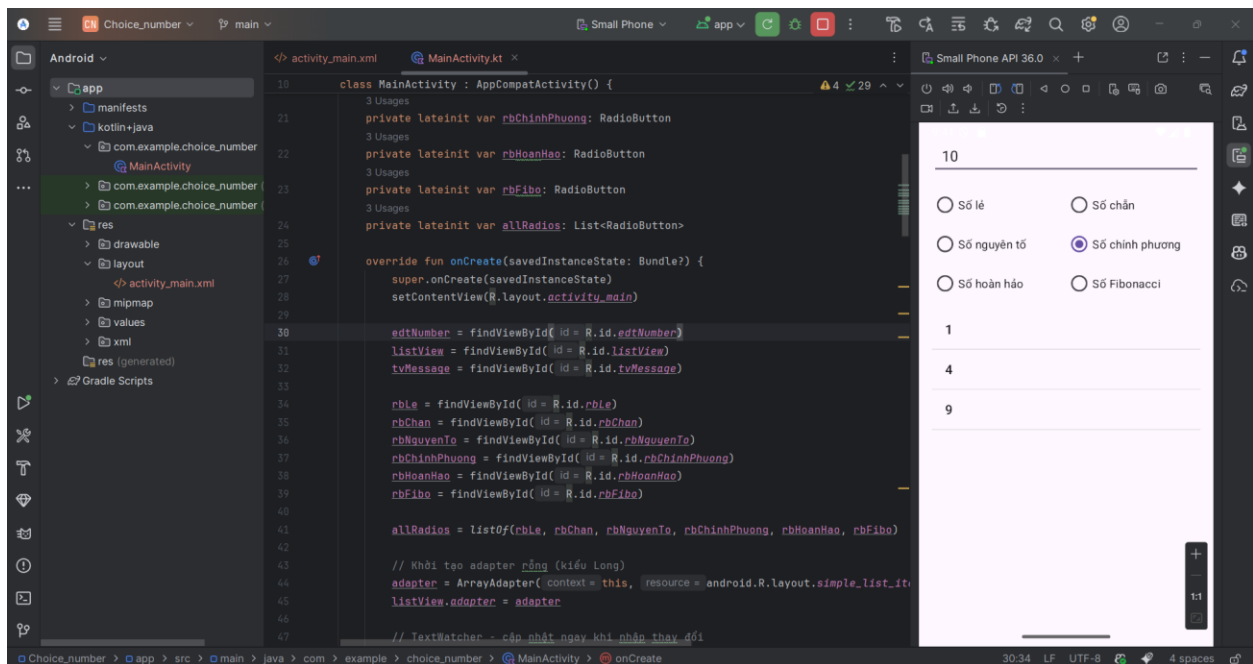 CN Choice_number
main
Small Phone
app
Android
app
manifests
kotlin+java
com.example.choice_number
MainActivity
com.example.choice_number (
com.example.choice_number (
res
drawable
layout
activity_main.xml
mipmap
values
xml
res (generated)
Gradle Scripts
activity_main.xml
MainActivity.kt
4 29
10 class MainActivity : AppCompatActivity() {
3 Usages
21 private lateinit var rbChinhPhuong: RadioButton
3 Usages
22 private lateinit var rbHoanHao: RadioButton
3 Usages
23 private lateinit var rbFibo: RadioButton
3 Usages
24 private lateinit var allRadios: List<RadioButton>
25
26 override fun onCreate(savedInstanceState: Bundle?) {
27 super.onCreate(savedInstanceState)
28 setContentView(R.layout.activity_main)
29
30 edtNumber = findViewById( id = R.id.edtNumber)
31 listView = findViewById( id = R.id.listView)
32 tvMessage = findViewById( id = R.id.tvMessage)
33
34 rbLe = findViewById( id = R.id.rbLe)
35 rbChan = findViewById( id = R.id.rbChan)
36 rbNguyenTo = findViewById( id = R.id.rbNguyenTo)
37 rbChinhPhuong = findViewById( id = R.id.rbChinhPhuong)
38 rbHoanHao = findViewById( id = R.id.rbHoanHao)
39 rbFibo = findViewById( id = R.id.rbFibo)
40
41 allRadios = listOf(rbLe, rbChan, rbNguyenTo, rbChinhPhuong, rbHoanHao, rbFibo)
42
43 // Khởi tạo adapter rỗng (kiểu Long)
44 adapter = ArrayAdapter( context = this, resource = android.R.layout.simple_list_it
45 listView.adapter = adapter
46
47 // TextWatcher - cập nhật ngay khi nhập thay đổi
Small Phone API 36.0
10
Số lẻ
Số chẵn
Số nguyên tố
Số chính phương
Số hoàn hảo
Số Fibonacci
1
4
9
1:1
Choice_number > app > src > main > java > com > example > choice_number > MainActivity > onCreate
30:34 LF UTF-8 4 spaces